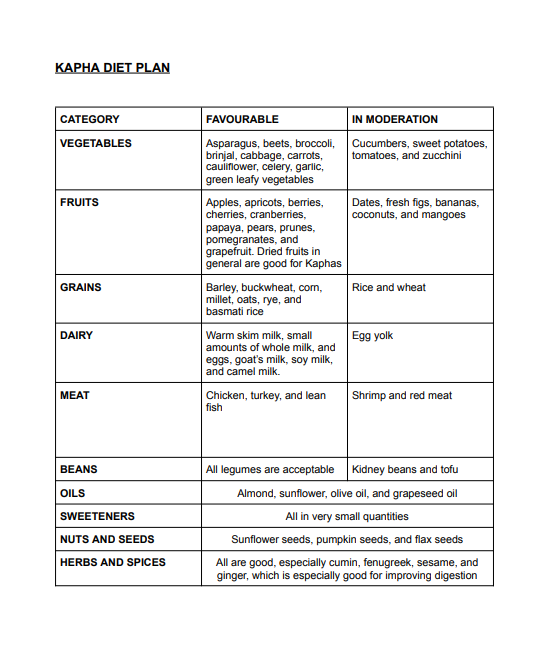 KAPHA DIET PLAN
CATEGORY
FAVOURABLE
IN MODERATION
VEGETABLES
Asparagus, beets, broccoli,
brinjal, cabbage, carrots,
cauliflower, celery, garlic,
green leafy vegetables
Cucumbers, sweet potatoes,
tomatoes, and zucchini
FRUITS
Apples, apricots, berries,
cherries, cranberries,
papaya, pears, prunes,
pomegranates, and
grapefruit. Dried fruits in
general are good for Kaphas
Dates, fresh figs, bananas,
coconuts, and mangoes
GRAINS
Barley, buckwheat, corn,
millet, oats, rye, and
basmati rice
Rice and wheat
DAIRY
Warm skim milk, small
amounts of whole milk, and
eggs, goat's milk, soy milk,
and camel milk.
Egg yolk
MEAT
Chicken, turkey, and lean
fish
Shrimp and red meat
BEANS
All legumes are acceptable
Kidney beans and tofu
OILS
Almond, sunflower, olive oil, and grapeseed oil
SWEETENERS
All in very small quantities
NUTS AND SEEDS
Sunflower seeds, pumpkin seeds, and flax seeds
HERBS AND SPICES
All are good, especially cumin, fenugreek, sesame, and
ginger, which is especially good for improving digestion